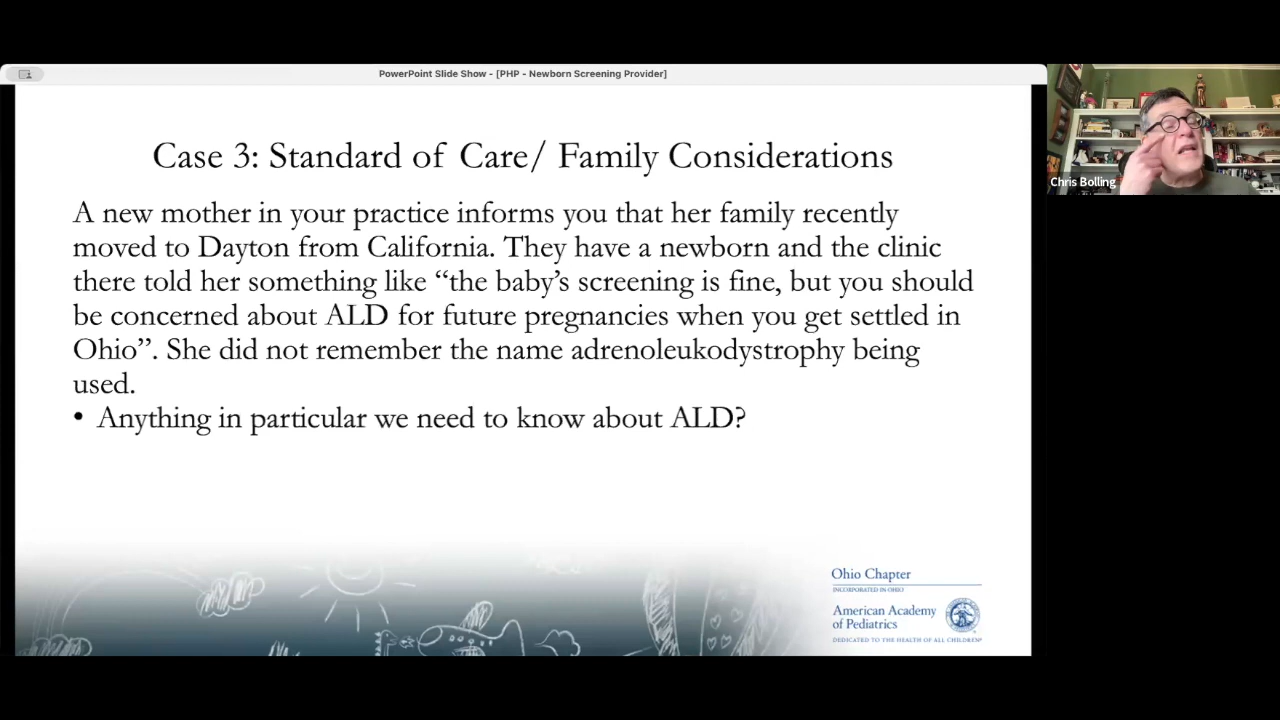 PowerPoint Slide Show - [PHP - Newborn Screening Provider]
Case 3: Standard of Care/ Family Considerations
A new mother in your practice informs you that her family recently
moved to Dayton from California. They have a newborn and the clinic
there told her something like “the baby’s screening is fine, but you should
be concerned about ALD for future pregnancies when you get settled in
Ohio”. She did not remember the name adrenoleukodystrophy being
used.
• Anything in particular we need to know about ALD?
Chris Bolling
Ohio Chapter
INCORPORATED IN OHIO
American Academy
of Pediatrics
DEDICATED TO THE HEALTH OF ALL CHILDREN®